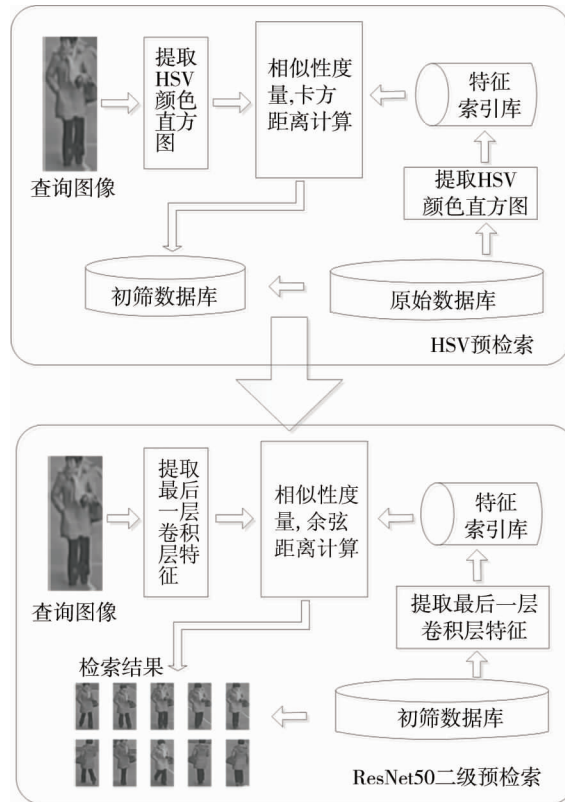 提取
HSV
颜色
直方
图
相似性度
量,卡方
距离计算
特征
索引库
查询图像
提取HSV
颜色直方图
初筛数据库
原始数据库
HSV预检索
提取
最后
一层
卷积
层特
征
相似性度
量,余弦
距离计算
特征
索引库
查询图像
提取最后一层
卷积层特征
检索结果
初筛数据库
ResNet50二级预检索